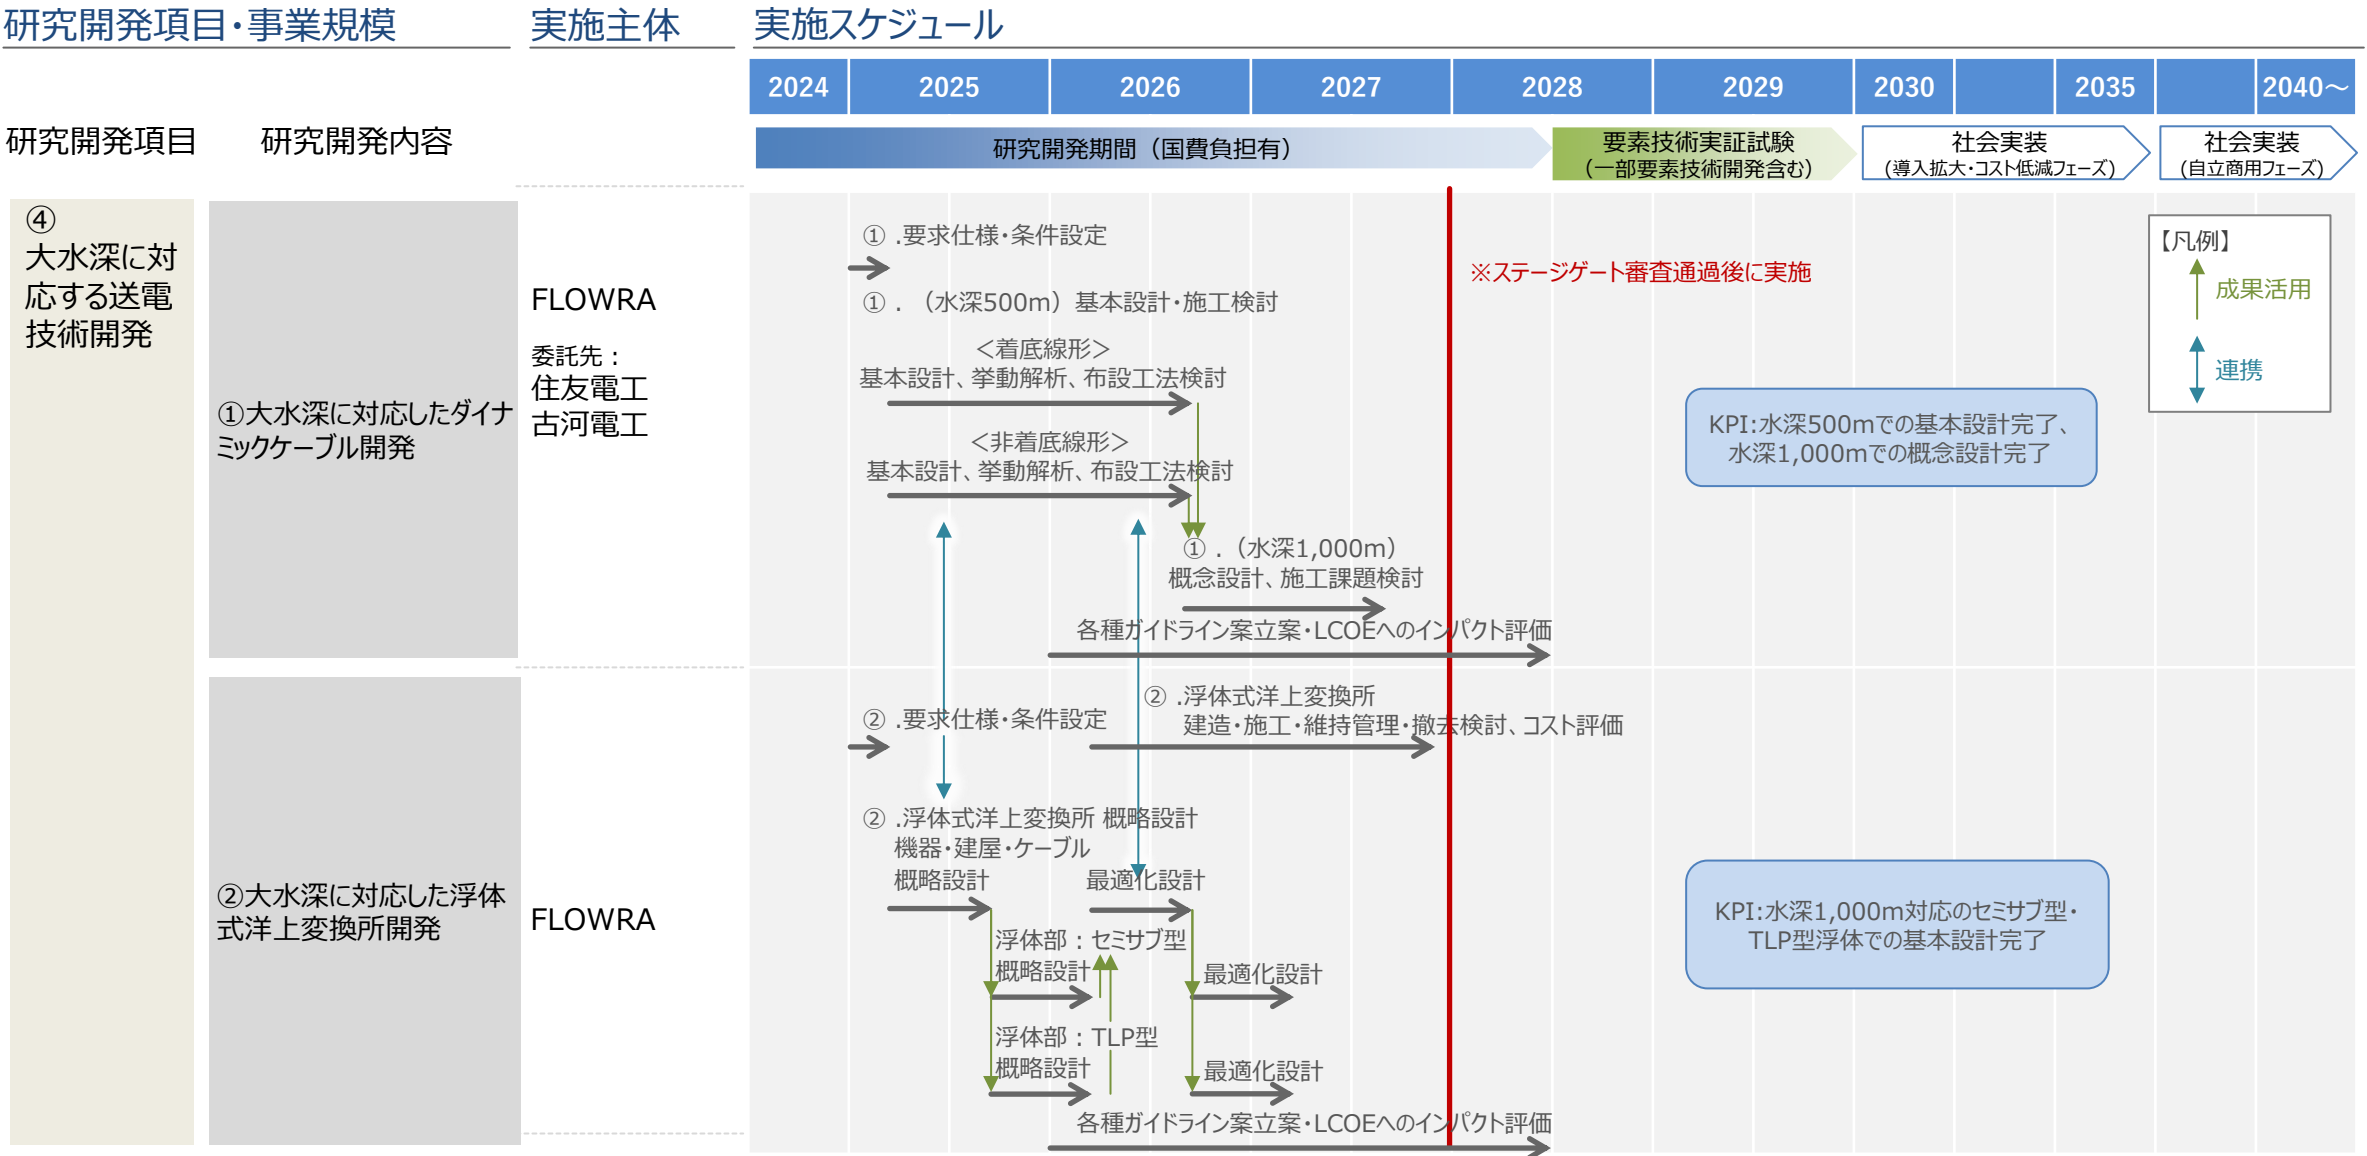 研究開発項目・事業規模
実施主体
実施スケジュール
2024
2025
2026
2027
2028
2029
2030
2035
2040～
研究開発項目
研究開発内容
研究開発期間（国費負担有）
要素技術実証試験
（一部要素技術開発含む）
社会実装
(導入拡大・コスト低減フェーズ)
社会実装
(自立商用フェーズ)
④
大水深に対
応する送電
技術開発
①大水深に対応したダイナ
ミックケーブル開発
FLOWRA
委託先：
住友電工
古河電工
① .要求仕様・条件設定
① . （水深500m）基本設計・施工検討
＜着底線形＞
基本設計、挙動解析、布設工法検討
＜非着底線形＞
基本設計、挙動解析、布設工法検討
① .（水深1,000m）
概念設計、施工課題検討
各種ガイドライン案立案・LCOEへのインパクト評価
※ステージゲート審査通過後に実施
【凡例】
成果活用
連携
KPI:水深500mでの基本設計完了、
水深1,000mでの概念設計完了
②大水深に対応した浮体
式洋上変換所開発
FLOWRA
② .要求仕様・条件設定
② .浮体式洋上変換所
建造・施工・維持管理・撤去検討、コスト評価
② .浮体式洋上変換所 概略設計
機器・建屋・ケーブル
概略設計
最適化設計
浮体部：セミサブ型
概略設計
最適化設計
浮体部：TLP型
概略設計
最適化設計
各種ガイドライン案立案・LCOEへのインパクト評価
KPI:水深1,000m対応のセミサブ型・
TLP型浮体での基本設計完了